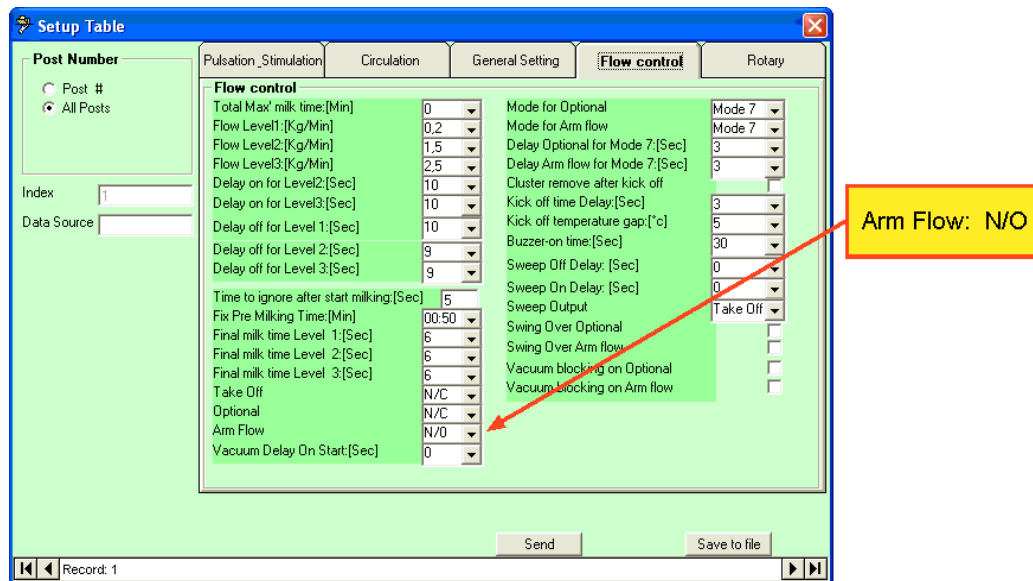 Setup Table
Post Number
Post #
All Posts
Index
1
Data Source
Pulsation _Stimulation
Circulation
General Setting
Flow control
Rotary
Flow control
Total Max' milk time:[Min] 0
Flow Level1:[Kg/Min] 0,2
Flow Level2:[Kg/Min] 1,5
Flow Level3:[Kg/Min] 2,5
Delay on for Level2:[Sec] 10
Delay on for Level3:[Sec] 10
Delay off for Level 1:[Sec] 10
Delay off for Level 2:[Sec] 9
Delay off for Level 3:[Sec] 9
Time to ignore after start milking:[Sec] 5
Fix Pre Milking Time:[Min] 00:50
Final milk time Level 1:[Sec] 6
Final milk time Level 2:[Sec] 6
Final milk time Level 3:[Sec] 6
Take Off N/C
Optional N/C
Arm Flow N/O
Vacuum Delay On Start:[Sec] 0
Mode for Optional Mode 7
Mode for Arm flow Mode 7
Delay Optional for Mode 7:[Sec] 3
Delay Arm flow for Mode 7:[Sec] 3
Cluster remove after kick off
Kick off time Delay:[Sec] 3
Kick off temperature gap:[°c] 5
Buzzer-on time:[Sec] 30
Sweep Off Delay: [Sec] 0
Sweep On Delay: [Sec] 0
Sweep Output Take Off
Swing Over Optional
Swing Over Arm flow
Vacuum blocking on Optional
Vacuum blocking on Arm flow
Arm Flow: N/O
Send
Save to file
Record: 1